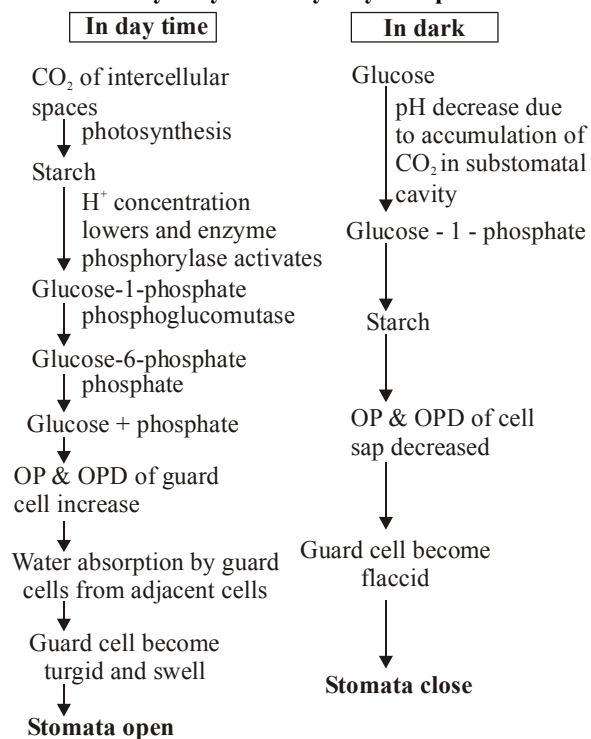 In day time
CO₂ of intercellular
spaces
photosynthesis
Starch
H⁺ concentration
lowers and enzyme
phosphorylase activates
Glucose-1-phosphate
phosphoglucomutase
Glucose-6-phosphate
phosphate
Glucose + phosphate
OP & OPD of guard
cell increase
Water absorption by guard
cells from adjacent cells
Guard cell become
turgid and swell
Stomata open
In dark
Glucose
pH decrease due
to accumulation of
CO₂ in substomatal
cavity
Glucose - 1 - phosphate
Starch
OP & OPD of cell
sap decreased
Guard cell become
flaccid
Stomata close